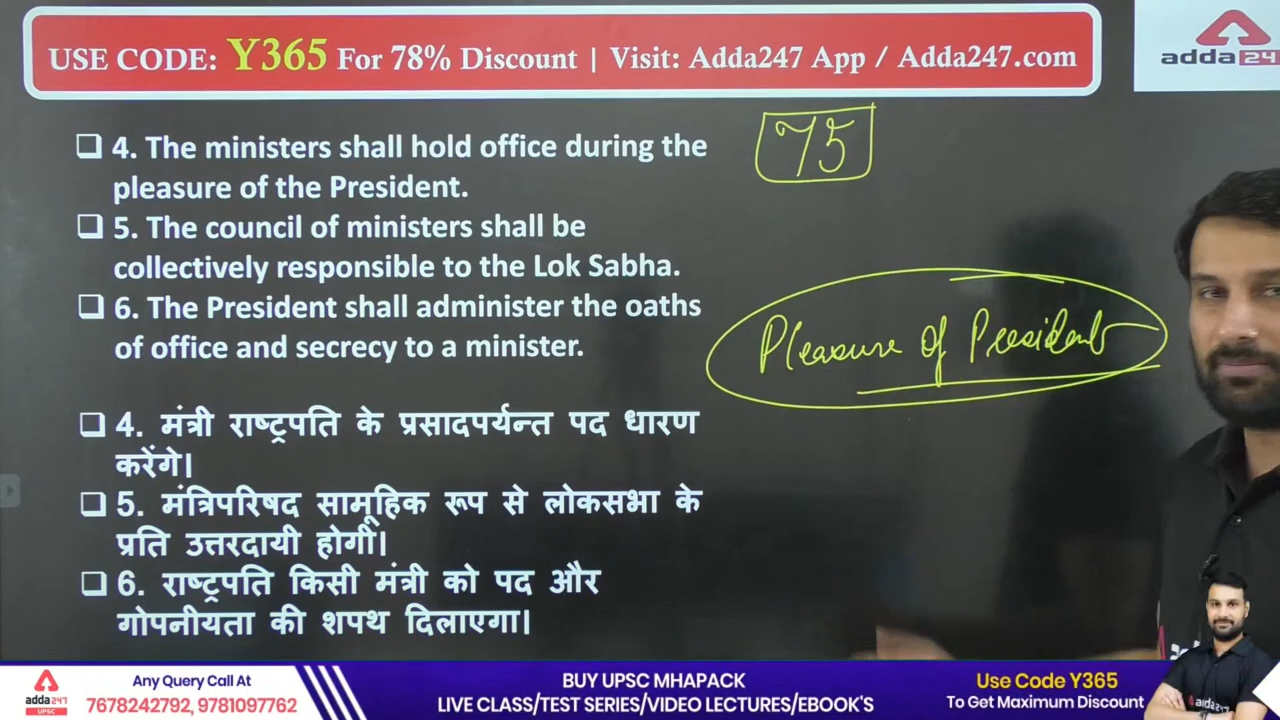 USE CODE: Y365 For 78% Discount | Visit: Adda247 App / Adda247.com
adda 24
4. The ministers shall hold office during the
pleasure of the President.
5. The council of ministers shall be
collectively responsible to the Lok Sabha.
6. The President shall administer the oaths
of office and secrecy to a minister.
75
Pleasure of President
4. मंत्री राष्ट्रपति के प्रसादपर्यन्त पद धारण
करेंगे।
5. मंत्रिपरिषद सामूहिक रूप से लोकसभा के
प्रति उत्तरदायी होगी।
6. राष्ट्रपति किसी मंत्री को पद और
गोपनीयता की शपथ दिलाएगा।
adda 247
UPSC
Any Query Call At
7678242792, 9781097762
BUY UPSC MHAPACK
LIVE CLASS/TEST SERIES/VIDEO LECTURES/EBOOK'S
Use Code Y365
To Get Maximum Discount